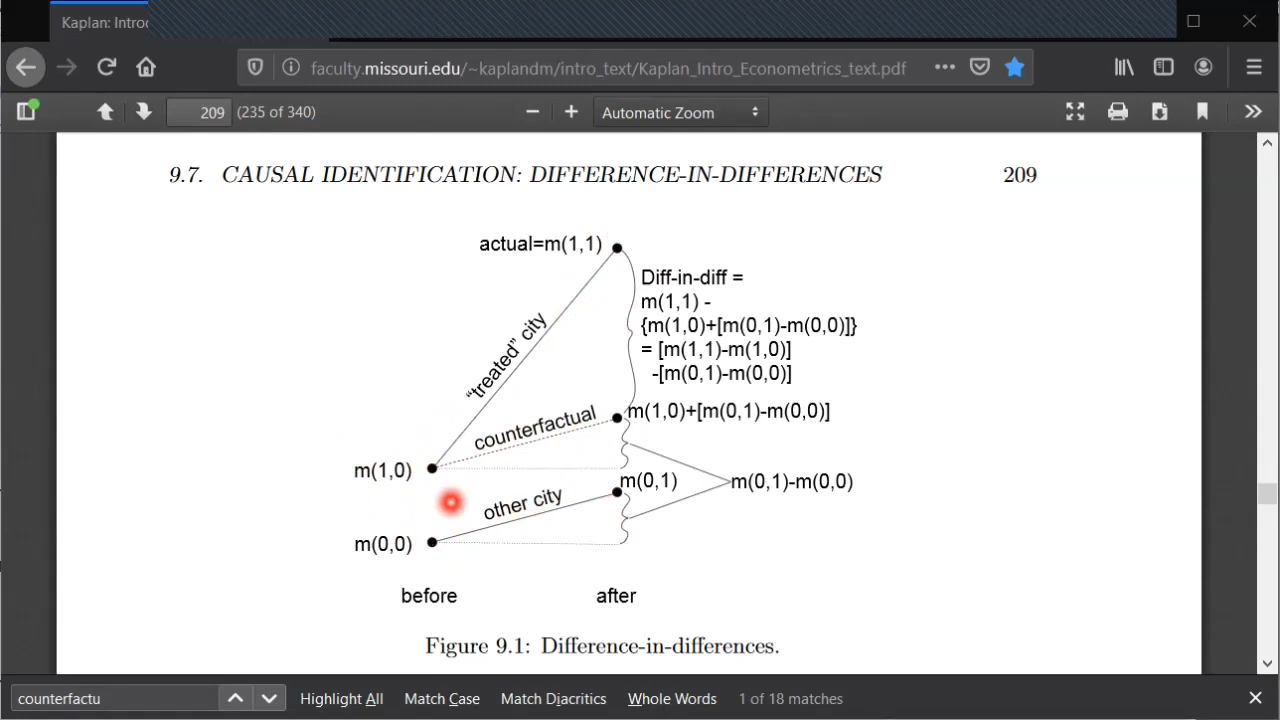 Kaplan: Introd
faculty.missouri.edu/~kaplandm/intro_text/Kaplan_Intro_Econometrics_text.pdf
209 (235 of 340) Automatic Zoom
9.7. CAUSAL IDENTIFICATION: DIFFERENCE-IN-DIFFERENCES 209
actual=m(1,1)
Diff-in-diff =
m(1,1) -
{m(1,0)+[m(0,1)-m(0,0)]}
= [m(1,1)-m(1,0)]
-[m(0,1)-m(0,0)]
"treated" city
counterfactual
m(1,0)+[m(0,1)-m(0,0)]
m(1,0)
other city
m(0,1)
m(0,1)-m(0,0)
m(0,0)
before after
Figure 9.1: Difference-in-differences.
counterfactu Highlight All Match Case Match Diacritics Whole Words 1 of 18 matches